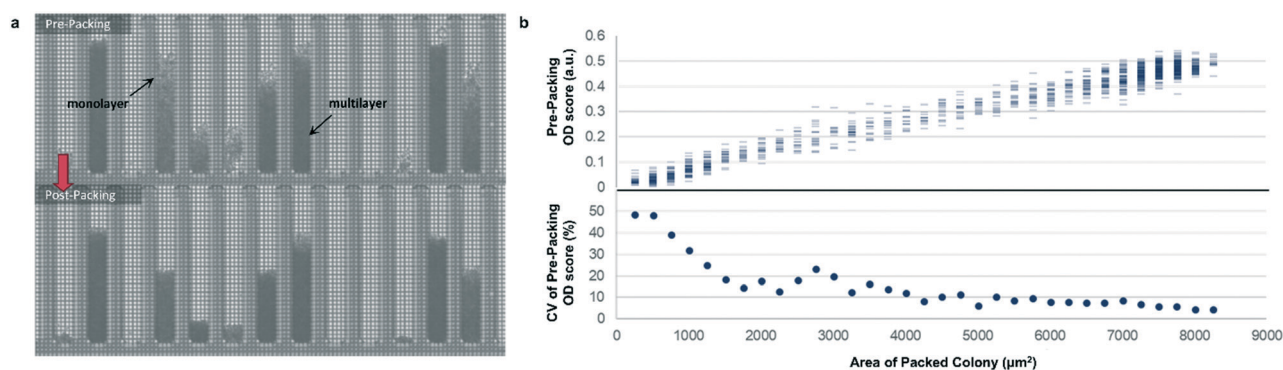 a
Pre-Packing
monolayer
multilayer
Post-Packing
b
Pre-Packing
OD score (a.u.)
0.6
0.5
0.4
0.3
0.2
0.1
0
CV of Pre-Packing
OD score (%)
50
40
30
20
10
0
0 1000 2000 3000 4000 5000 6000 7000 8000 9000
Area of Packed Colony (µm²)